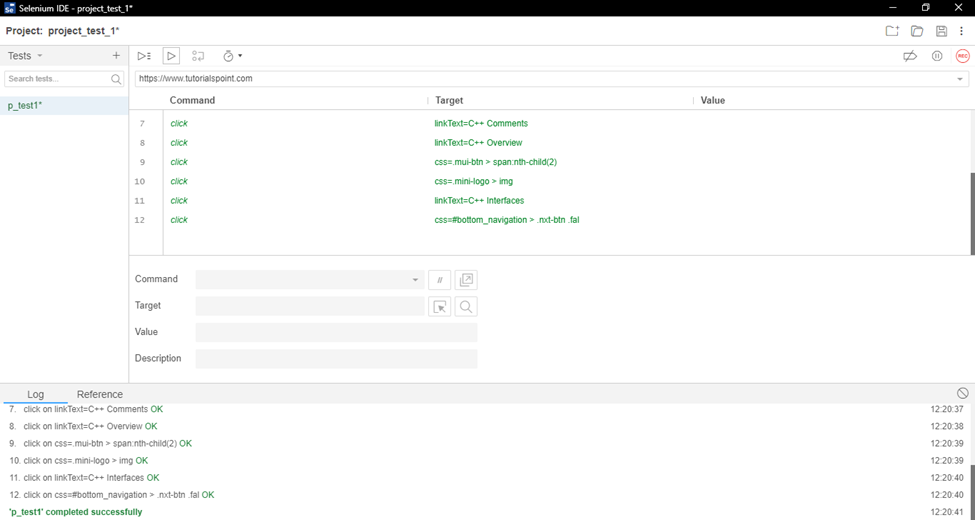 Selenium IDE - project_test_1*
Project: project_test_1*
Tests
Search tests...
p_test1*
REC
https://www.tutorialspoint.com
Command Target Value
7 click linkText=C++ Comments
8 click linkText=C++ Overview
9 click css=.mui-btn > span:nth-child(2)
10 click css=.mini-logo > img
11 click linkText=C++ Interfaces
12 click css=#bottom_navigation > .nxt-btn .fal
Command //
Target
Value
Description
Log Reference
7. click on linkText=C++ Comments OK 12:20:37
8. click on linkText=C++ Overview OK 12:20:38
9. click on css=.mui-btn > span:nth-child(2) OK 12:20:39
10. click on css=.mini-logo > img OK 12:20:39
11. click on linkText=C++ Interfaces OK 12:20:40
12. click on css=#bottom_navigation > .nxt-btn .fal OK 12:20:40
'p_test1' completed successfully 12:20:41